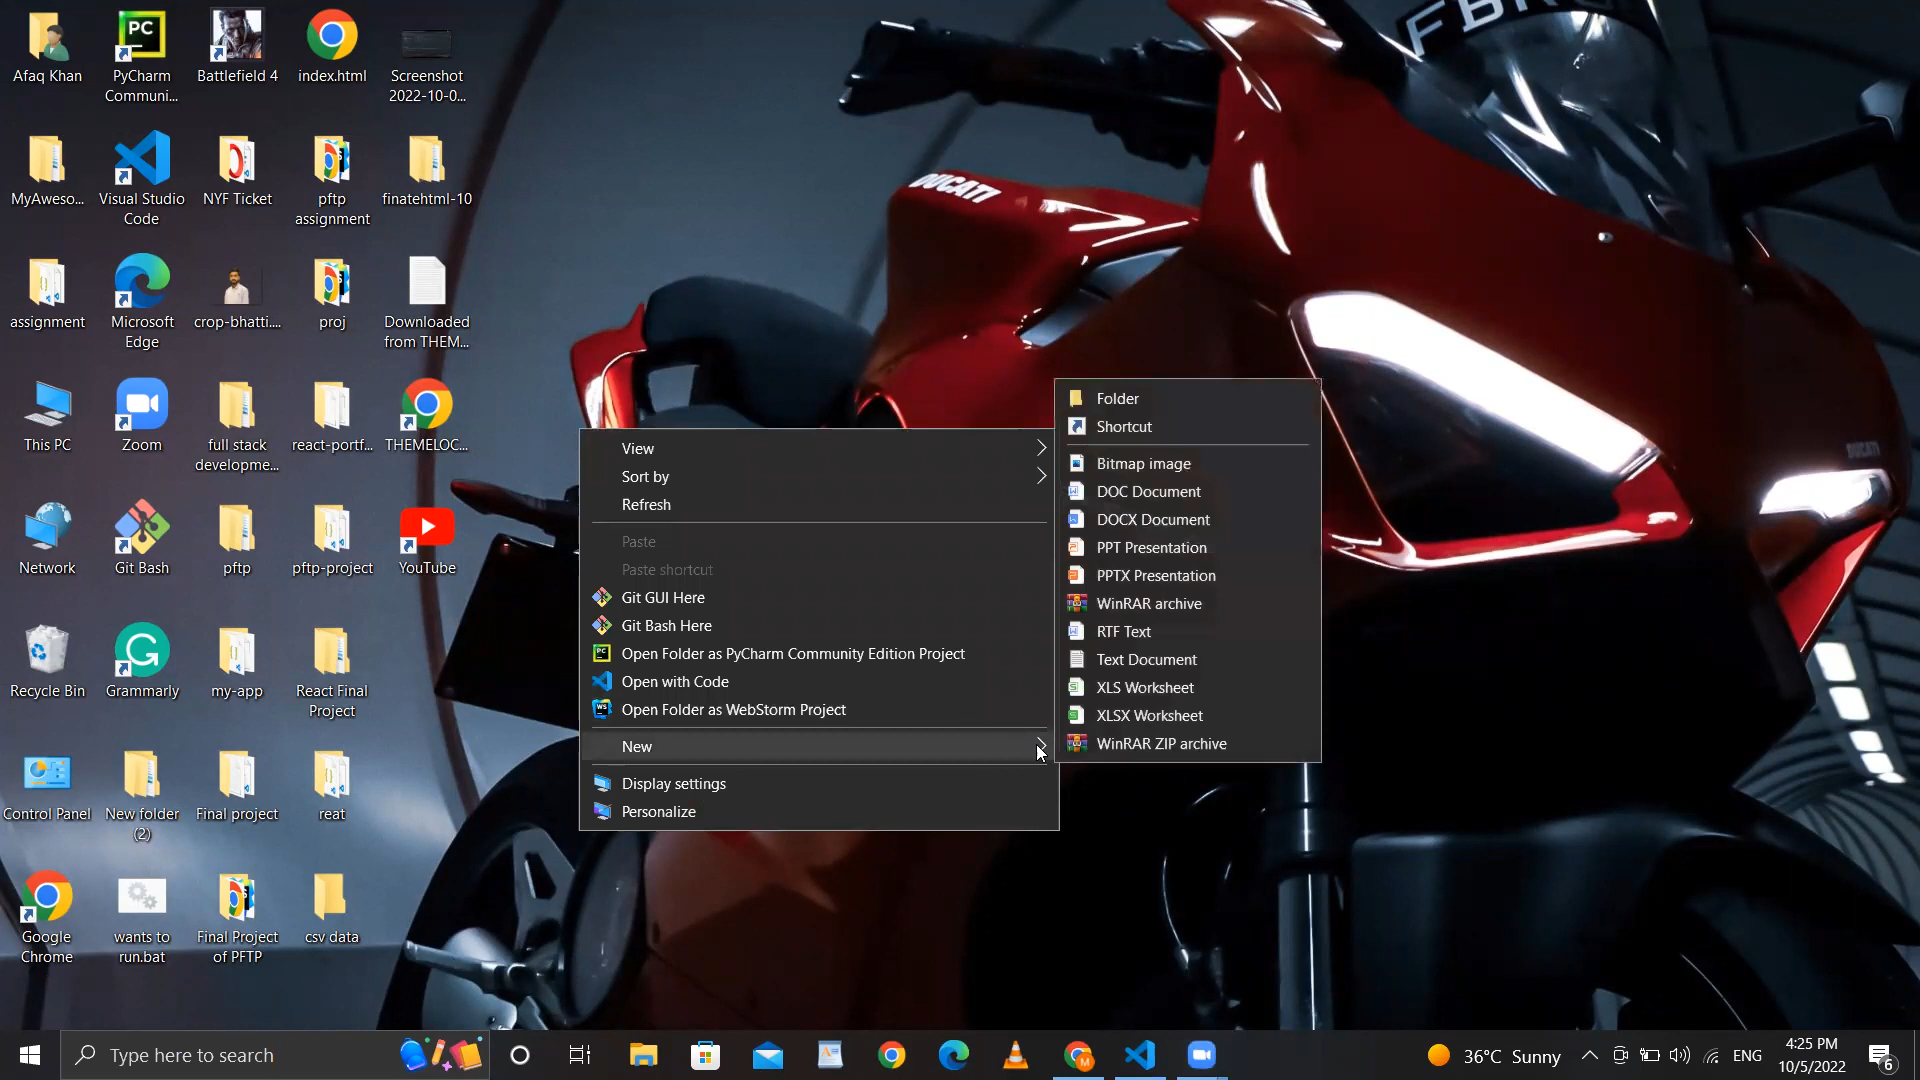 Afaq Khan
PyCharm
Communi...
Battlefield 4
index.html
Screenshot
2022-10-0...
MyAweso...
Visual Studio
Code
NYF Ticket
pftp
assignment
finatehtml-10
assignment
Microsoft
Edge
crop-bhatti....
proj
Downloaded
from THEM...
This PC
Zoom
full stack
developme...
react-portf...
THEMELOC...
Network
Git Bash
pftp
pftp-project
YouTube
Recycle Bin
Grammarly
my-app
React Final
Project
Control Panel
New folder
(2)
Final project
reat
Google
Chrome
wants to
run.bat
Final Project
of PFTP
csv data
DUCATI
DUCATI
View
Sort by
Refresh
Paste
Paste shortcut
Git GUI Here
Git Bash Here
Open Folder as PyCharm Community Edition Project
Open with Code
Open Folder as WebStorm Project
New
Display settings
Personalize
Folder
Shortcut
Bitmap image
DOC Document
DOCX Document
PPT Presentation
PPTX Presentation
WinRAR archive
RTF Text
Text Document
XLS Worksheet
XLSX Worksheet
WinRAR ZIP archive
Type here to search
36°C Sunny
ENG
4:25 PM
10/5/2022
6